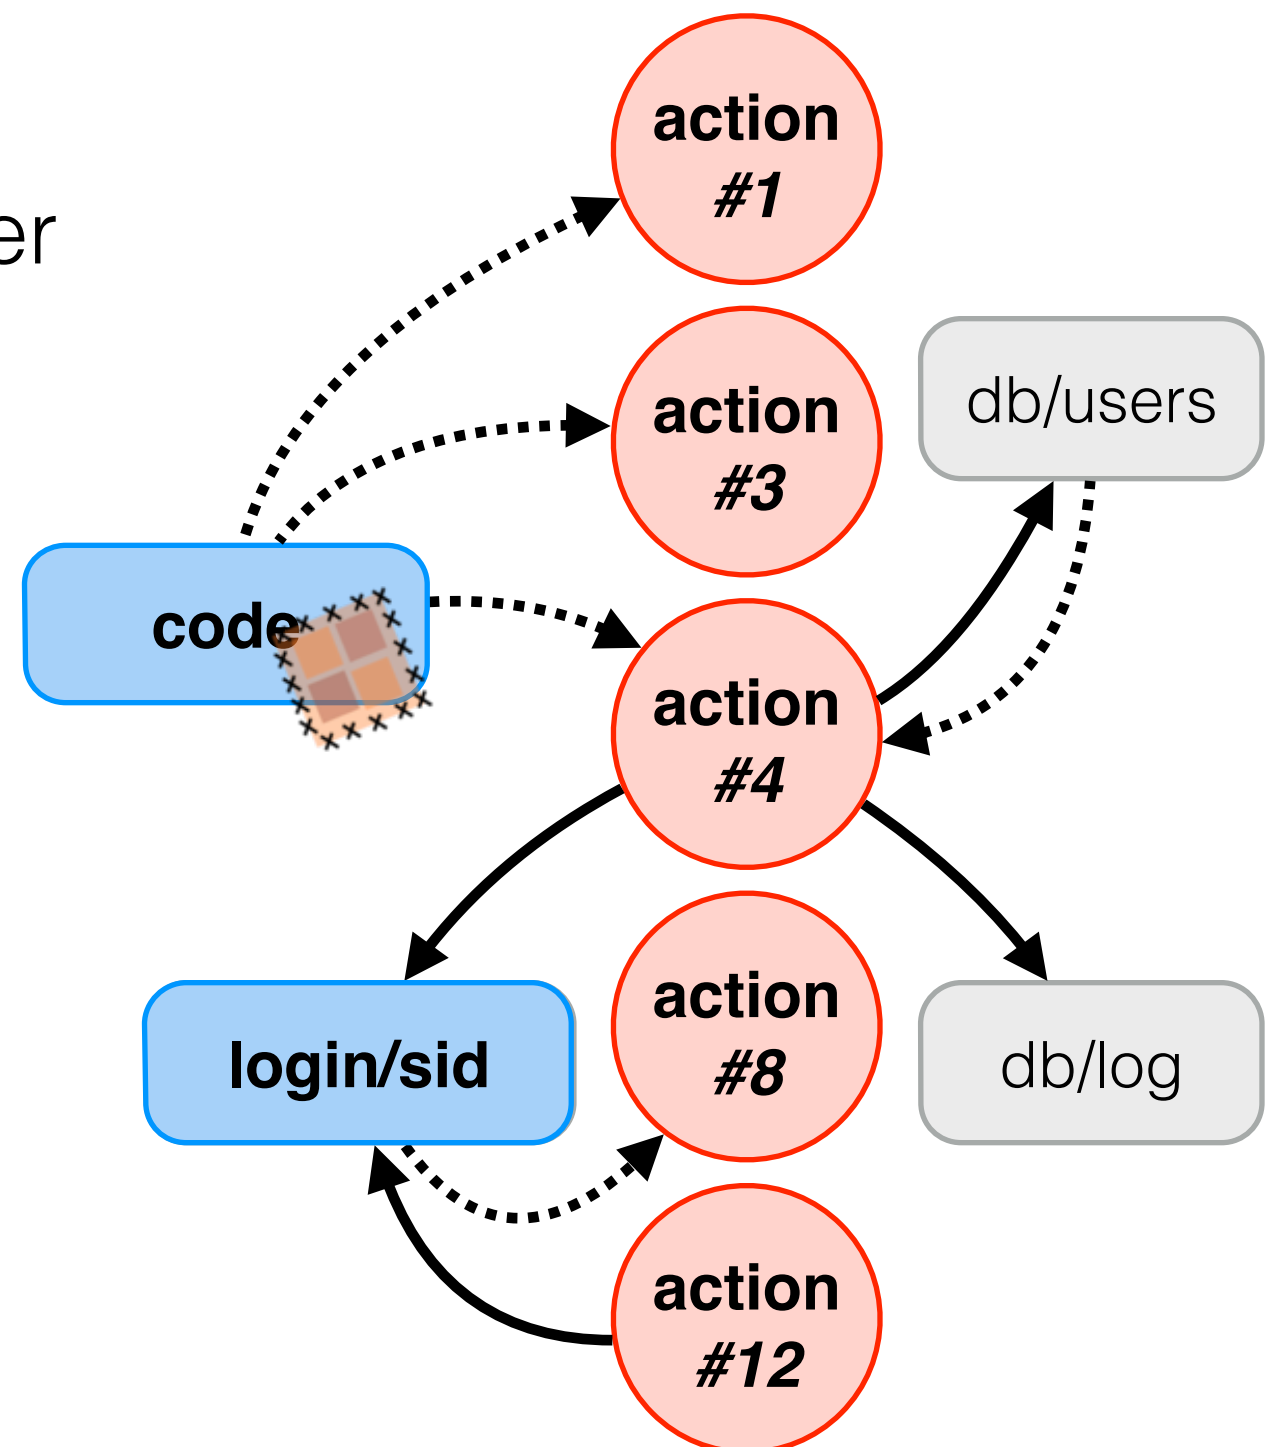 action
#1
er
action
#3
db/users
code
action
#4
action
#8
login/sid
db/log
action
#12